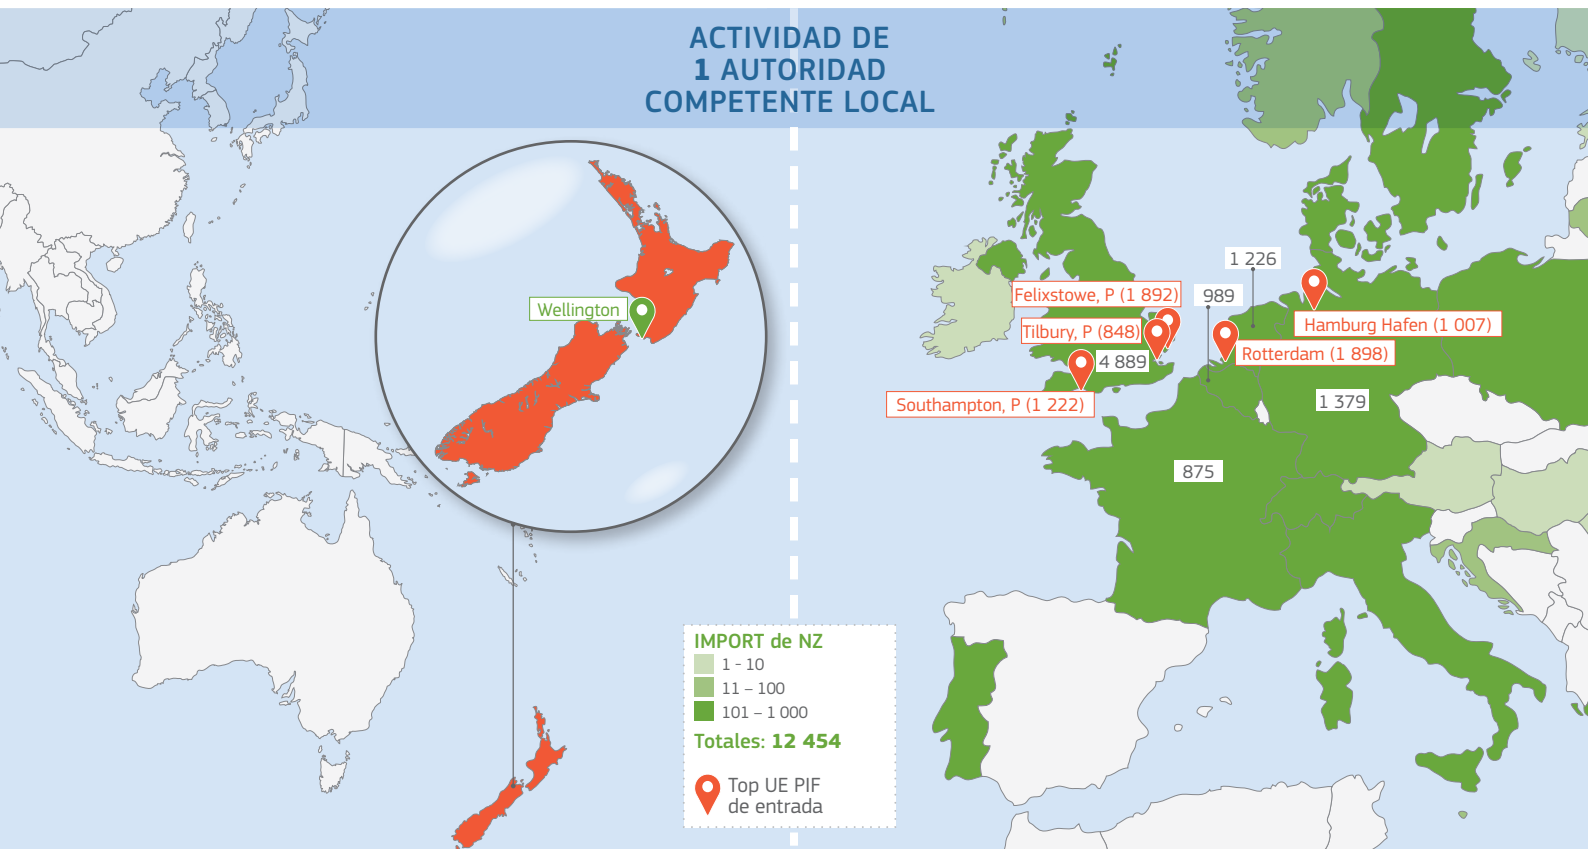 ACTIVIDAD DE
1 AUTORIDAD
COMPETENTE LOCAL
Wellington
1 226
989
Felixstowe, P (1 892)
Tilbury, P (848)
4 889
Southampton, P (1 222)
Hamburg Hafen (1 007)
Rotterdam (1 898)
1 379
875
IMPORT de NZ
1 - 10
11 – 100
101 – 1 000
Totales: 12 454
Top UE PIF
de entrada